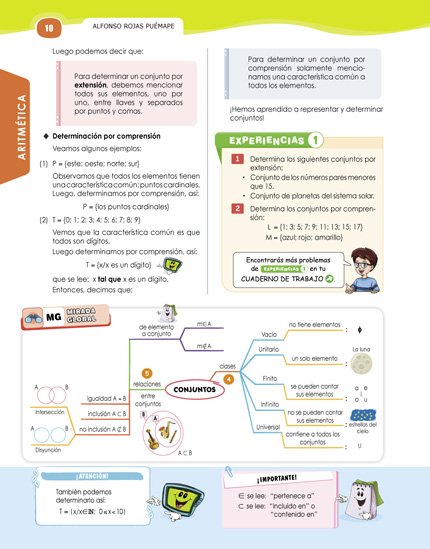 10
ALFONSO ROJAS PUÉMAPE
ARITMÉTICA
Luego podemos decir que:
Para determinar un conjunto por
extensión, debemos mencionar
todos sus elementos, uno por
uno, entre llaves y separados
por puntos y comas.
◆ Determinación por comprensión
Veamos algunos ejemplos:
(1) P = {este; oeste; norte; sur}
Observamos que todos los elementos tienen
una característica común: puntos cardinales.
Luego, determinamos por comprensión, así:
P = {los puntos cardinales}
(2) T = {0; 1; 2; 3; 4; 5; 6; 7; 8; 9}
Vemos que la característica común es que
todos son dígitos.
Luego determinamos por comprensión, así:
T = {x/x es un dígito}
que se lee: x tal que x es un dígito.
Entonces, decimos que:
Para determinar un conjunto por
comprensión solamente mencio-
namos una característica común a
todos los elementos.
¡Hemos aprendido a representar y determinar
conjuntos!
EXPERIENCIAS 1
1 Determina los siguientes conjuntos por
extensión:
• Conjunto de los números pares menores
que 15.
• Conjunto de planetas del sistema solar.
2 Determina los conjuntos por compren-
sión:
L = {1; 3; 5; 7; 9; 11; 13; 15; 17}
M = {azul; rojo; amarillo}
Encontrarás más problemas
de EXPERIENCIAS 1 en tu
CUADERNO DE TRABAJO
MG MIRADA
GLOBAL
de elemento
a conjunto
m∈A
m∉A
5
relaciones
entre
conjuntos
igualdad A = B
inclusión A ⊂ B
no inclusión A ⊄ B
A B
Intersección
A B
Disyunción
B A
A ⊂ B
CONJUNTOS
clases
4
Vacío
no tiene elementos
: ϕ
Unitario
un solo elemento
La luna
:
Finito
se pueden contar
sus elementos
: a e
i
o u
Infinito
no se pueden contar
sus elementos
: estrellas del
cielo
Universal
contiene a todos los
conjuntos
: U
¡ATENCIÓN!
También podemos
determinarlo así:
T = {x/x∈ℕ; 0≤x<10}
¡IMPORTANTE!
∈ se lee: "pertenece a"
⊂ se lee: "incluido en" o
"contenido en"